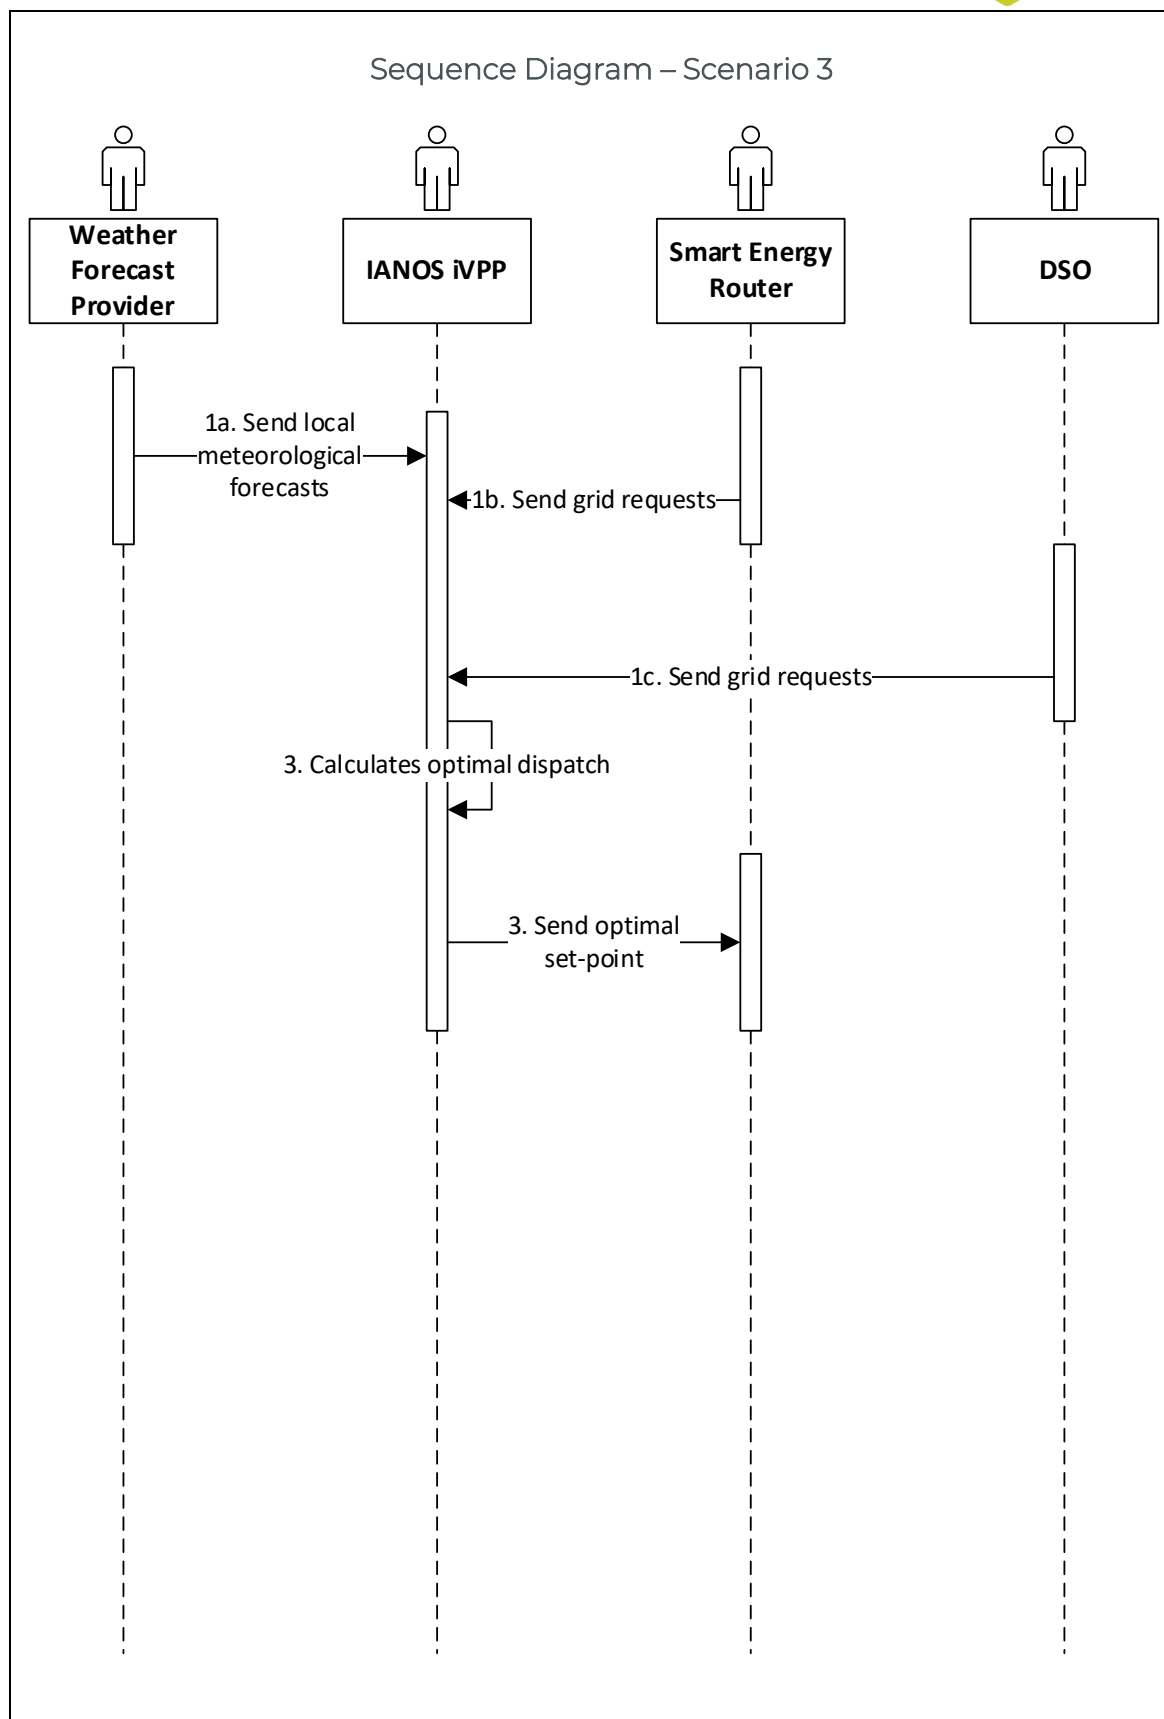 Sequence Diagram – Scenario 3
Weather
Forecast
Provider
IANOS iVPP
Smart Energy
Router
DSO
1a. Send local
meteorological
forecasts
1b. Send grid requests
1c. Send grid requests
3. Calculates optimal dispatch
3. Send optimal
set-point